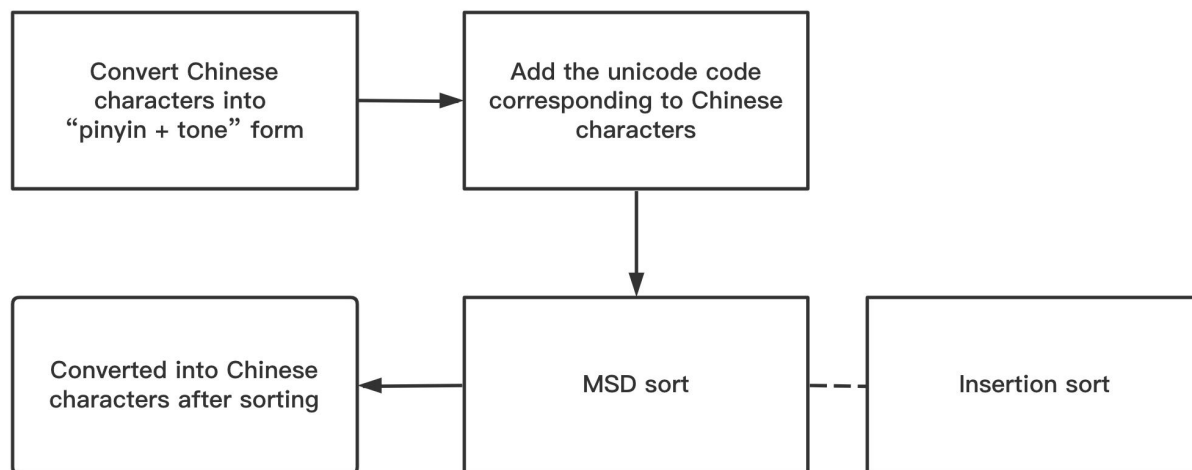 Convert Chinese
characters into
“pinyin + tone” form
Add the unicode code
corresponding to Chinese
characters
Converted into Chinese
characters after sorting
MSD sort
Insertion sort